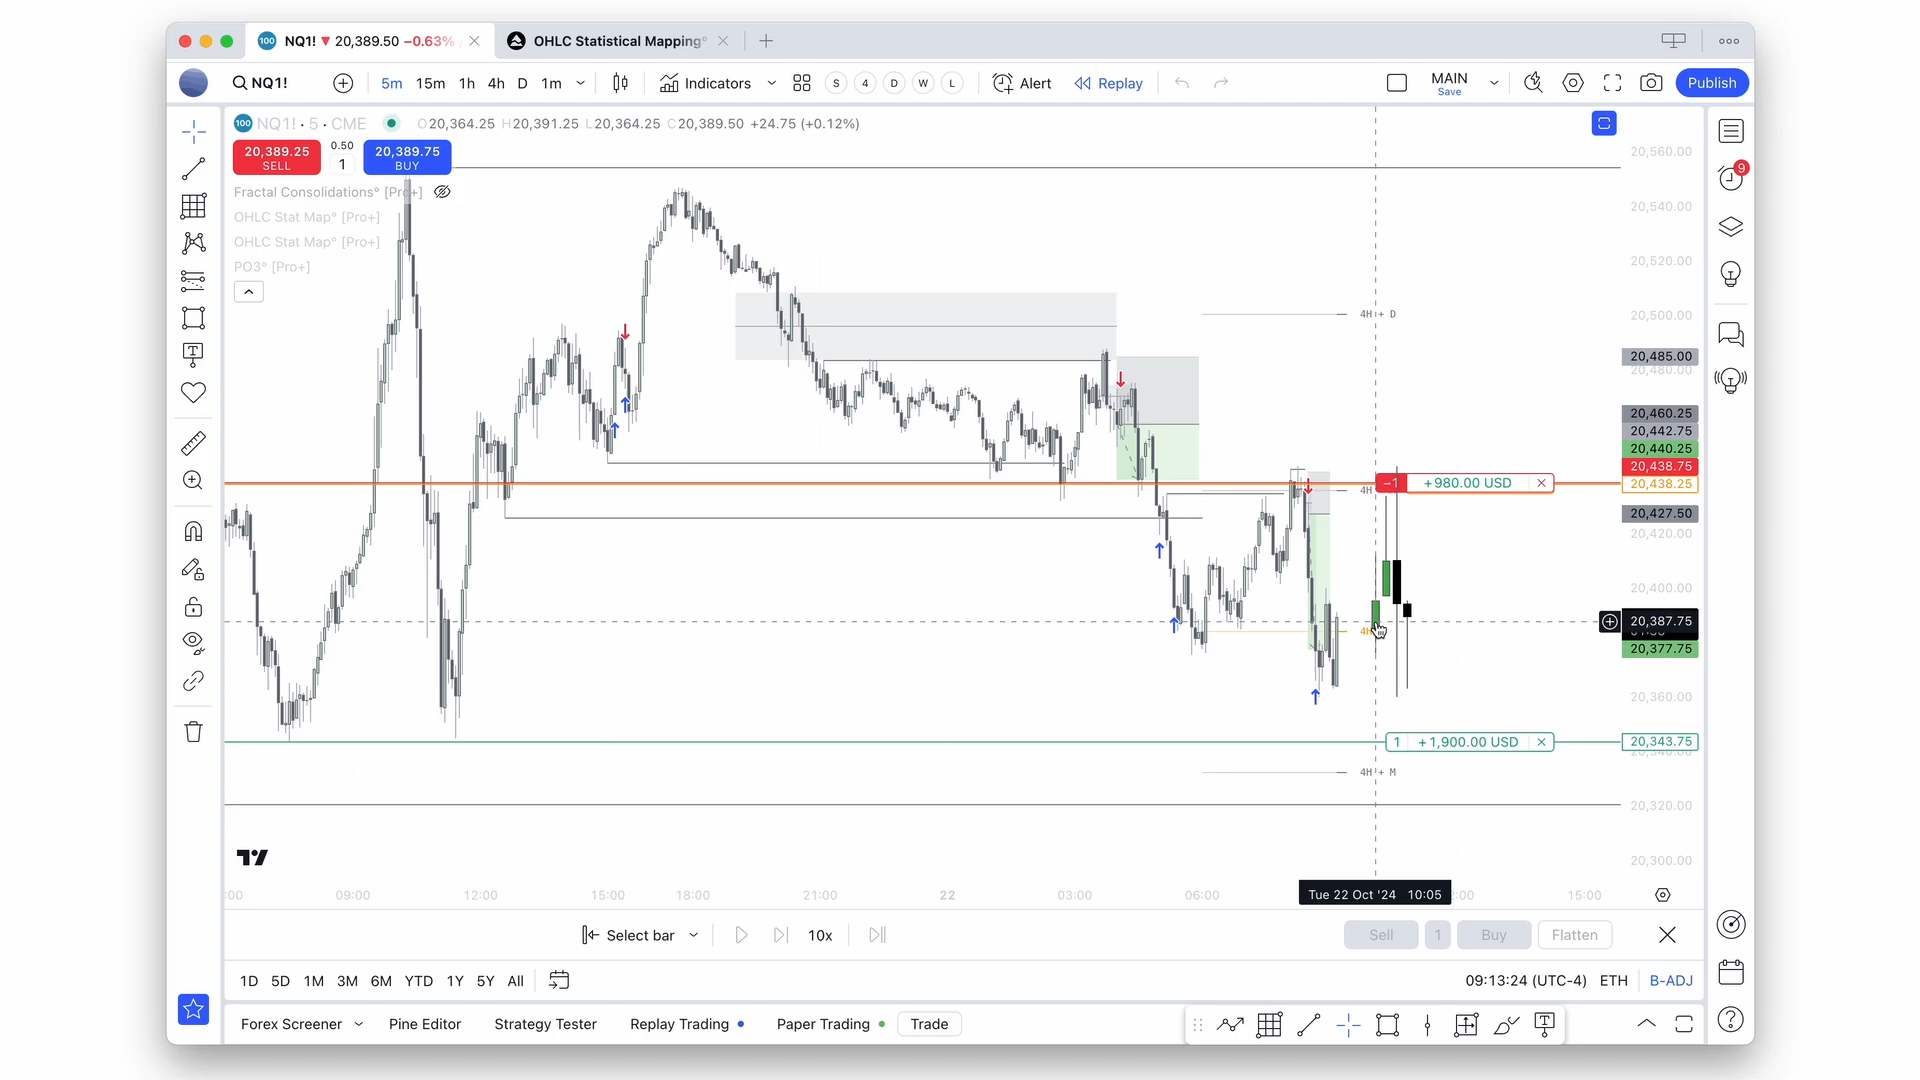 NQ1! ▼ 20,389.50 −0.63%
OHLC Statistical Mapping°
NQ1!
5m 15m 1h 4h D 1m
Indicators
S 4 D W L
Alert
Replay
MAIN
Save
Publish
100 NQ1! · 5 · CME
O20,364.25 H20,391.25 L20,364.25 C20,389.50 +24.75 (+0.12%)
20,389.25
SELL
0.50
1
20,389.75
BUY
Fractal Consolidations° [Pro+]
OHLC Stat Map° [Pro+]
OHLC Stat Map° [Pro+]
PO3° [Pro+]
9
4H + D
4H
−1 +980.00 USD
4H
1 +1,900.00 USD
4H + M
20,560.00
20,540.00
20,520.00
20,500.00
20,485.00
20,480.00
20,460.25
20,442.75
20,440.25
20,438.75
20,438.25
20,427.50
20,420.00
20,400.00
20,387.75
20,377.75
20,360.00
20,343.75
20,320.00
20,300.00
:00 09:00 12:00 15:00 18:00 21:00 22 03:00 06:00 Tue 22 Oct '24 10:05 15:00
Select bar
10x
Sell 1 Buy Flatten
1D 5D 1M 3M 6M YTD 1Y 5Y All
09:13:24 (UTC-4) ETH B-ADJ
Forex Screener Pine Editor Strategy Tester Replay Trading Paper Trading Trade